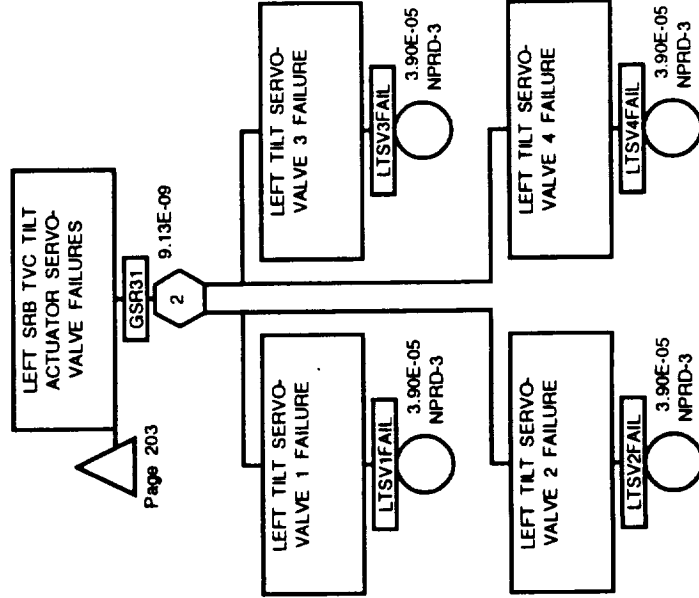 LEFT SRB TVC TILT
ACTUATOR SERVO-
VALVE FAILURES
Page 203
GSR31
9.13E-09
2
LEFT TILT SERVO-
VALVE 1 FAILURE
LTSV1FAIL
3.90E-05
NPRD-3
LEFT TILT SERVO-
VALVE 3 FAILURE
LTSV3FAIL
3.90E-05
NPRD-3
LEFT TILT SERVO-
VALVE 2 FAILURE
LTSV2FAIL
3.90E-05
NPRD-3
LEFT TILT SERVO-
VALVE 4 FAILURE
LTSV4FAIL
3.90E-05
NPRD-3